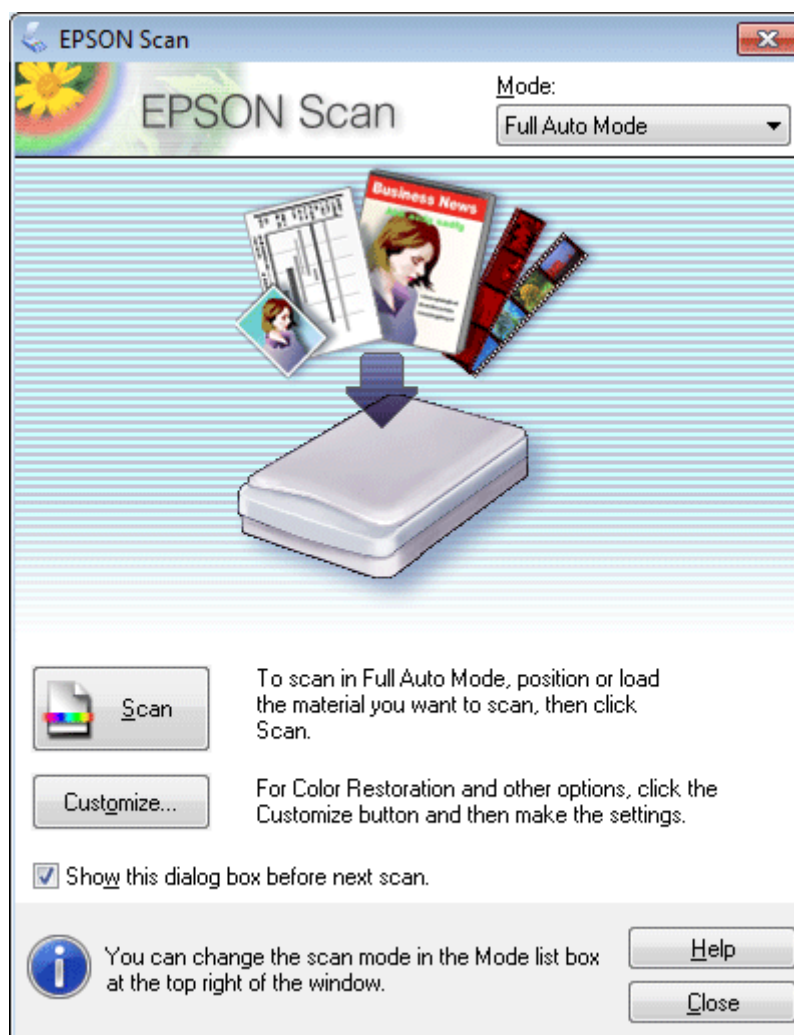 EPSON Scan
EPSON Scan
Mode:
Full Auto Mode
Business News
Scan
To scan in Full Auto Mode, position or load
the material you want to scan, then click
Scan.
Customize...
For Color Restoration and other options, click the
Customize button and then make the settings.
Show this dialog box before next scan.
You can change the scan mode in the Mode list box
at the top right of the window.
Help
Close